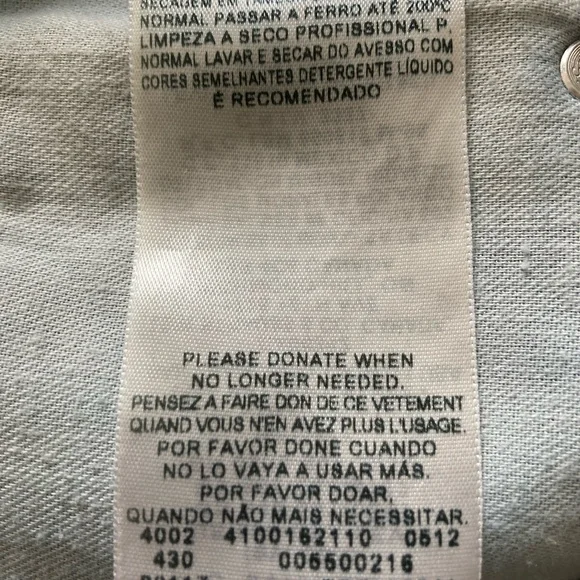 NORMAL PASSAR A FERRO ATÉ 200°C
LIMPEZA A SECO PROFISSIONAL P
NORMAL LAVAR E SECAR DO AVESSO COM
CORES SEMELHANTES DETERGENTE LÍQUIDO
É RECOMENDADO
PLEASE DONATE WHEN
NO LONGER NEEDED.
PENSEZ A FAIRE DON DE CE VETEMENT
QUAND VOUS N'EN AVEZ PLUS L'USAGE.
POR FAVOR DONE CUANDO
NO LO VAYA A USAR MÁS.
POR FAVOR DOAR,
QUANDO NÃO MAIS NECESSITAR.
4002 4100162110 0512
430 005500216